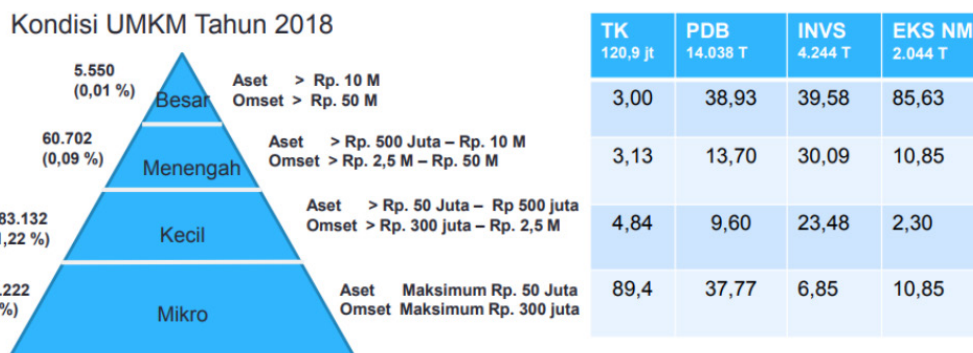 Kondisi UMKM Tahun 2018
5.550
(0,01 %)
Besar
Aset > Rp. 10 M
Omset > Rp. 50 M
60.702
(0,09 %)
Menengah
Aset > Rp. 500 Juta – Rp. 10 M
Omset > Rp. 2,5 M – Rp. 50 M
83.132
,22 %)
Kecil
Aset > Rp. 50 Juta – Rp 500 juta
Omset > Rp. 300 juta – Rp. 2,5 M
.222
%)
Mikro
Aset Maksimum Rp. 50 Juta
Omset Maksimum Rp. 300 juta
TK PDB INVS EKS NM
120,9 jt 14.038 T 4.244 T 2.044 T
3,00 38,93 39,58 85,63
3,13 13,70 30,09 10,85
4,84 9,60 23,48 2,30
89,4 37,77 6,85 10,85